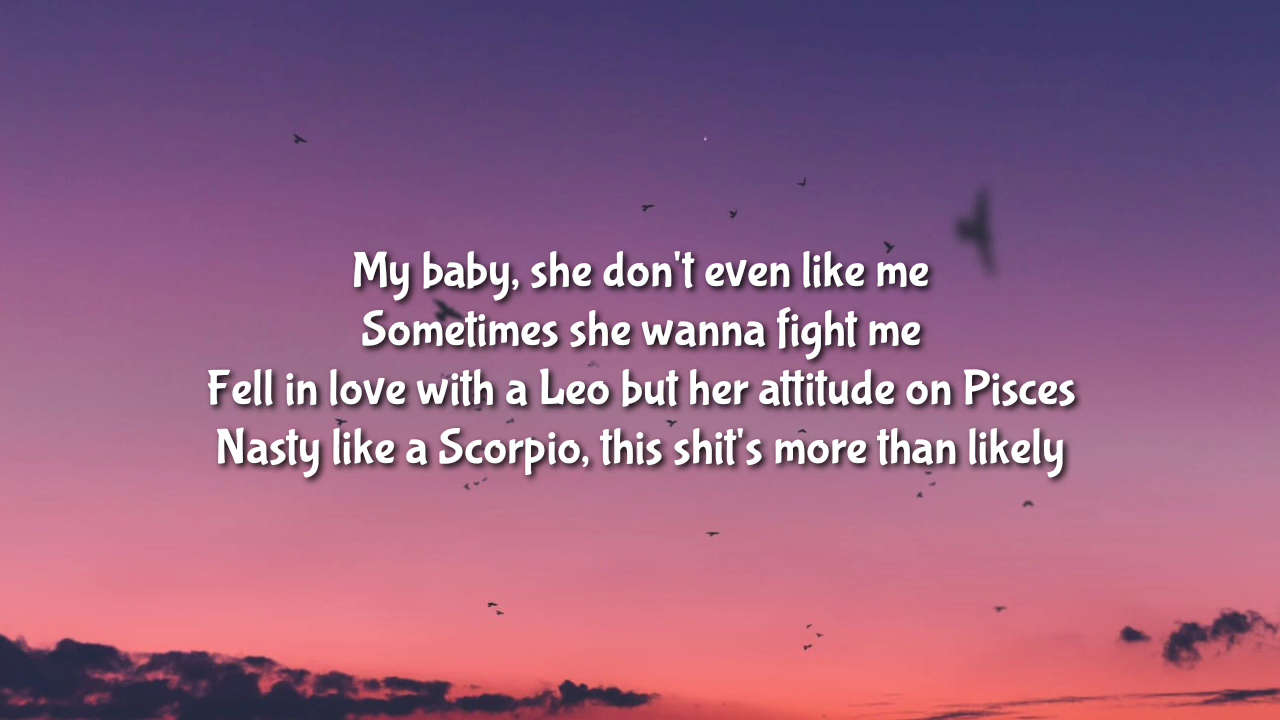 My baby, she don't even like me
Sometimes she wanna fight me
Fell in love with a Leo but her attitude on Pisces
Nasty like a Scorpio, this shit's more than likely